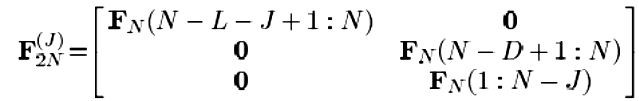 F_N(N − L − J + 1 : N) 0
F_{2N}^{(J)} = [ 0 F_N(N − D + 1 : N) ]
0 F_N(1 : N − J)